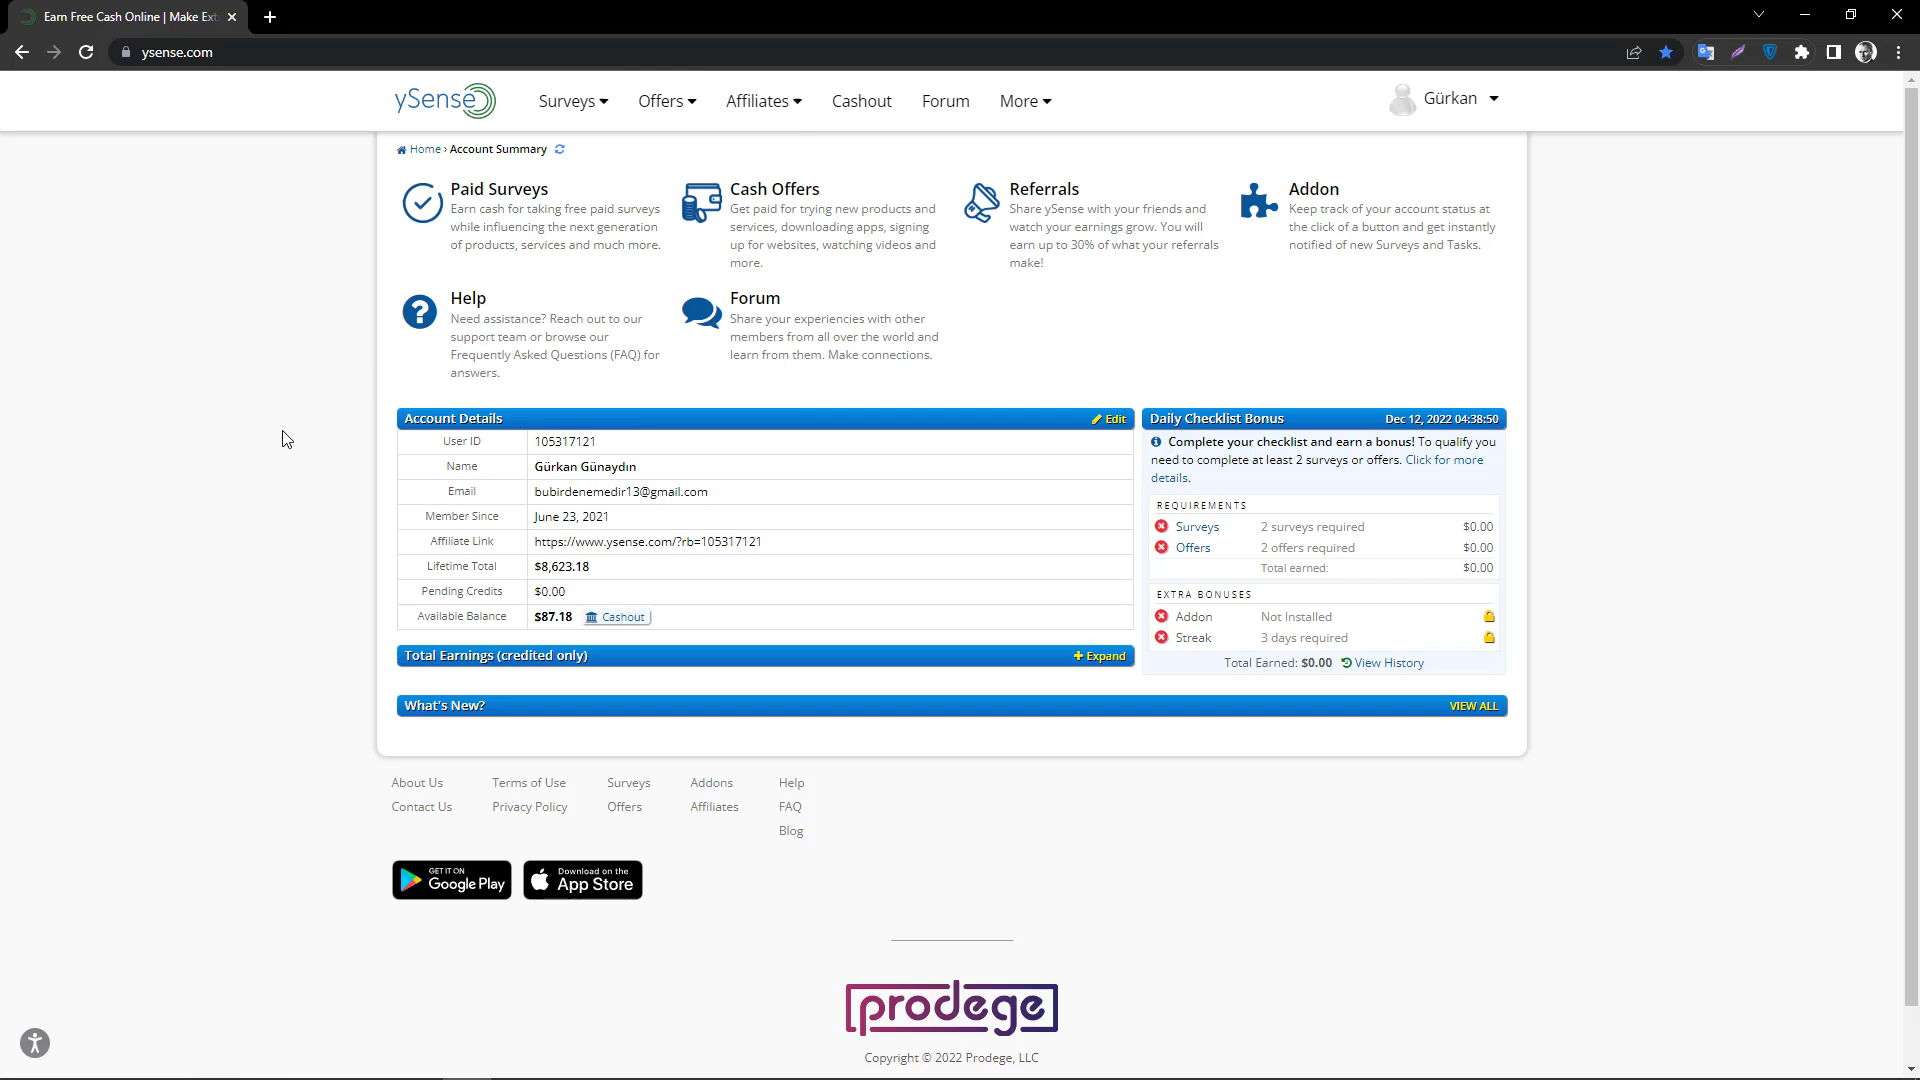 Earn Free Cash Online | Make Ext
ysense.com
ySense
Surveys
Offers
Affiliates
Cashout
Forum
More
Gürkan
Home › Account Summary
Paid Surveys
Earn cash for taking free paid surveys
while influencing the next generation
of products, services and much more.
Cash Offers
Get paid for trying new products and
services, downloading apps, signing
up for websites, watching videos and
more.
Referrals
Share ySense with your friends and
watch your earnings grow. You will
earn up to 30% of what your referrals
make!
Addon
Keep track of your account status at
the click of a button and get instantly
notified of new Surveys and Tasks.
Help
Need assistance? Reach out to our
support team or browse our
Frequently Asked Questions (FAQ) for
answers.
Forum
Share your experiencies with other
members from all over the world and
learn from them. Make connections.
Account Details
Edit
User ID 105317121
Name Gürkan Günaydın
Email bubirdenemedir13@gmail.com
Member Since June 23, 2021
Affiliate Link https://www.ysense.com/?rb=105317121
Lifetime Total $8,623.18
Pending Credits $0.00
Available Balance $87.18 Cashout
Total Earnings (credited only)
Expand
Daily Checklist Bonus Dec 12, 2022 04:38:50
Complete your checklist and earn a bonus! To qualify you
need to complete at least 2 surveys or offers. Click for more
details.
REQUIREMENTS
Surveys 2 surveys required $0.00
Offers 2 offers required $0.00
Total earned: $0.00
EXTRA BONUSES
Addon Not Installed
Streak 3 days required
Total Earned: $0.00 View History
What's New?
VIEW ALL
About Us
Contact Us
Terms of Use
Privacy Policy
Surveys
Offers
Addons
Affiliates
Help
FAQ
Blog
GET IT ON
Google Play
Download on the
App Store
prodege
Copyright © 2022 Prodege, LLC